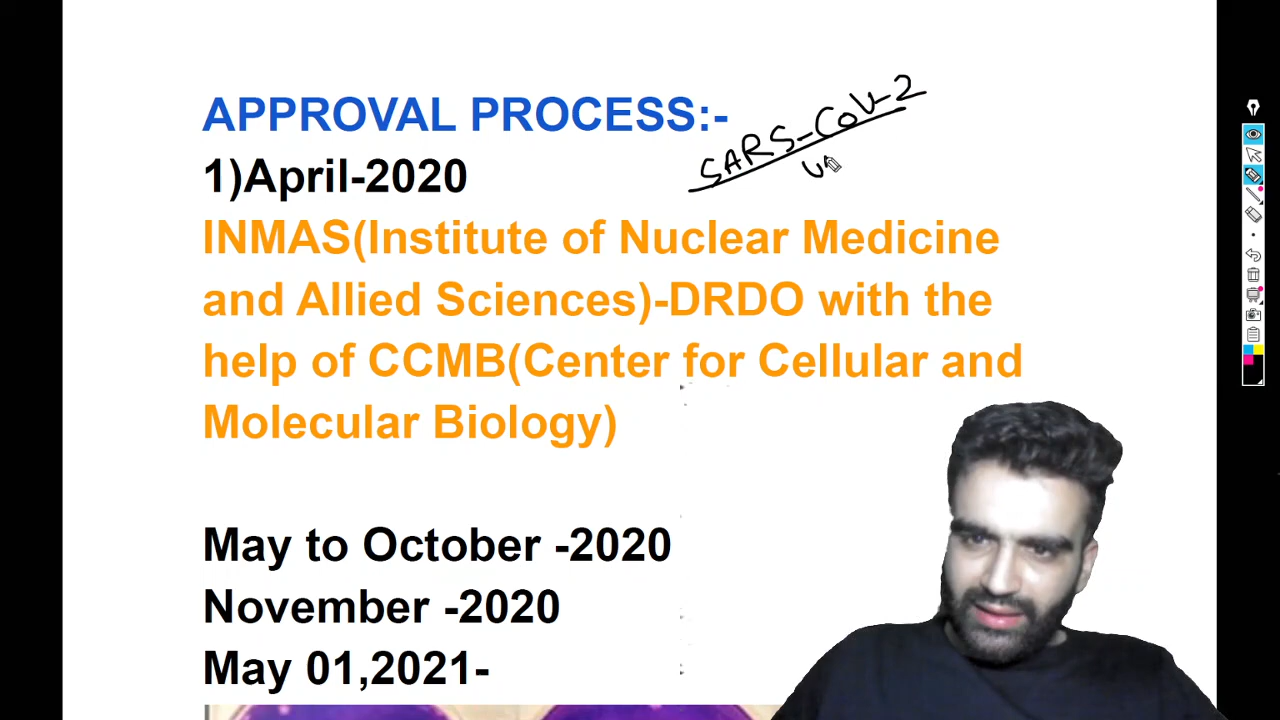 APPROVAL PROCESS:-
SARS-CoV-2
1)April-2020
INMAS(Institute of Nuclear Medicine
and Allied Sciences)-DRDO with the
help of CCMB(Center for Cellular and
Molecular Biology)
May to October -2020
November -2020
May 01,2021-